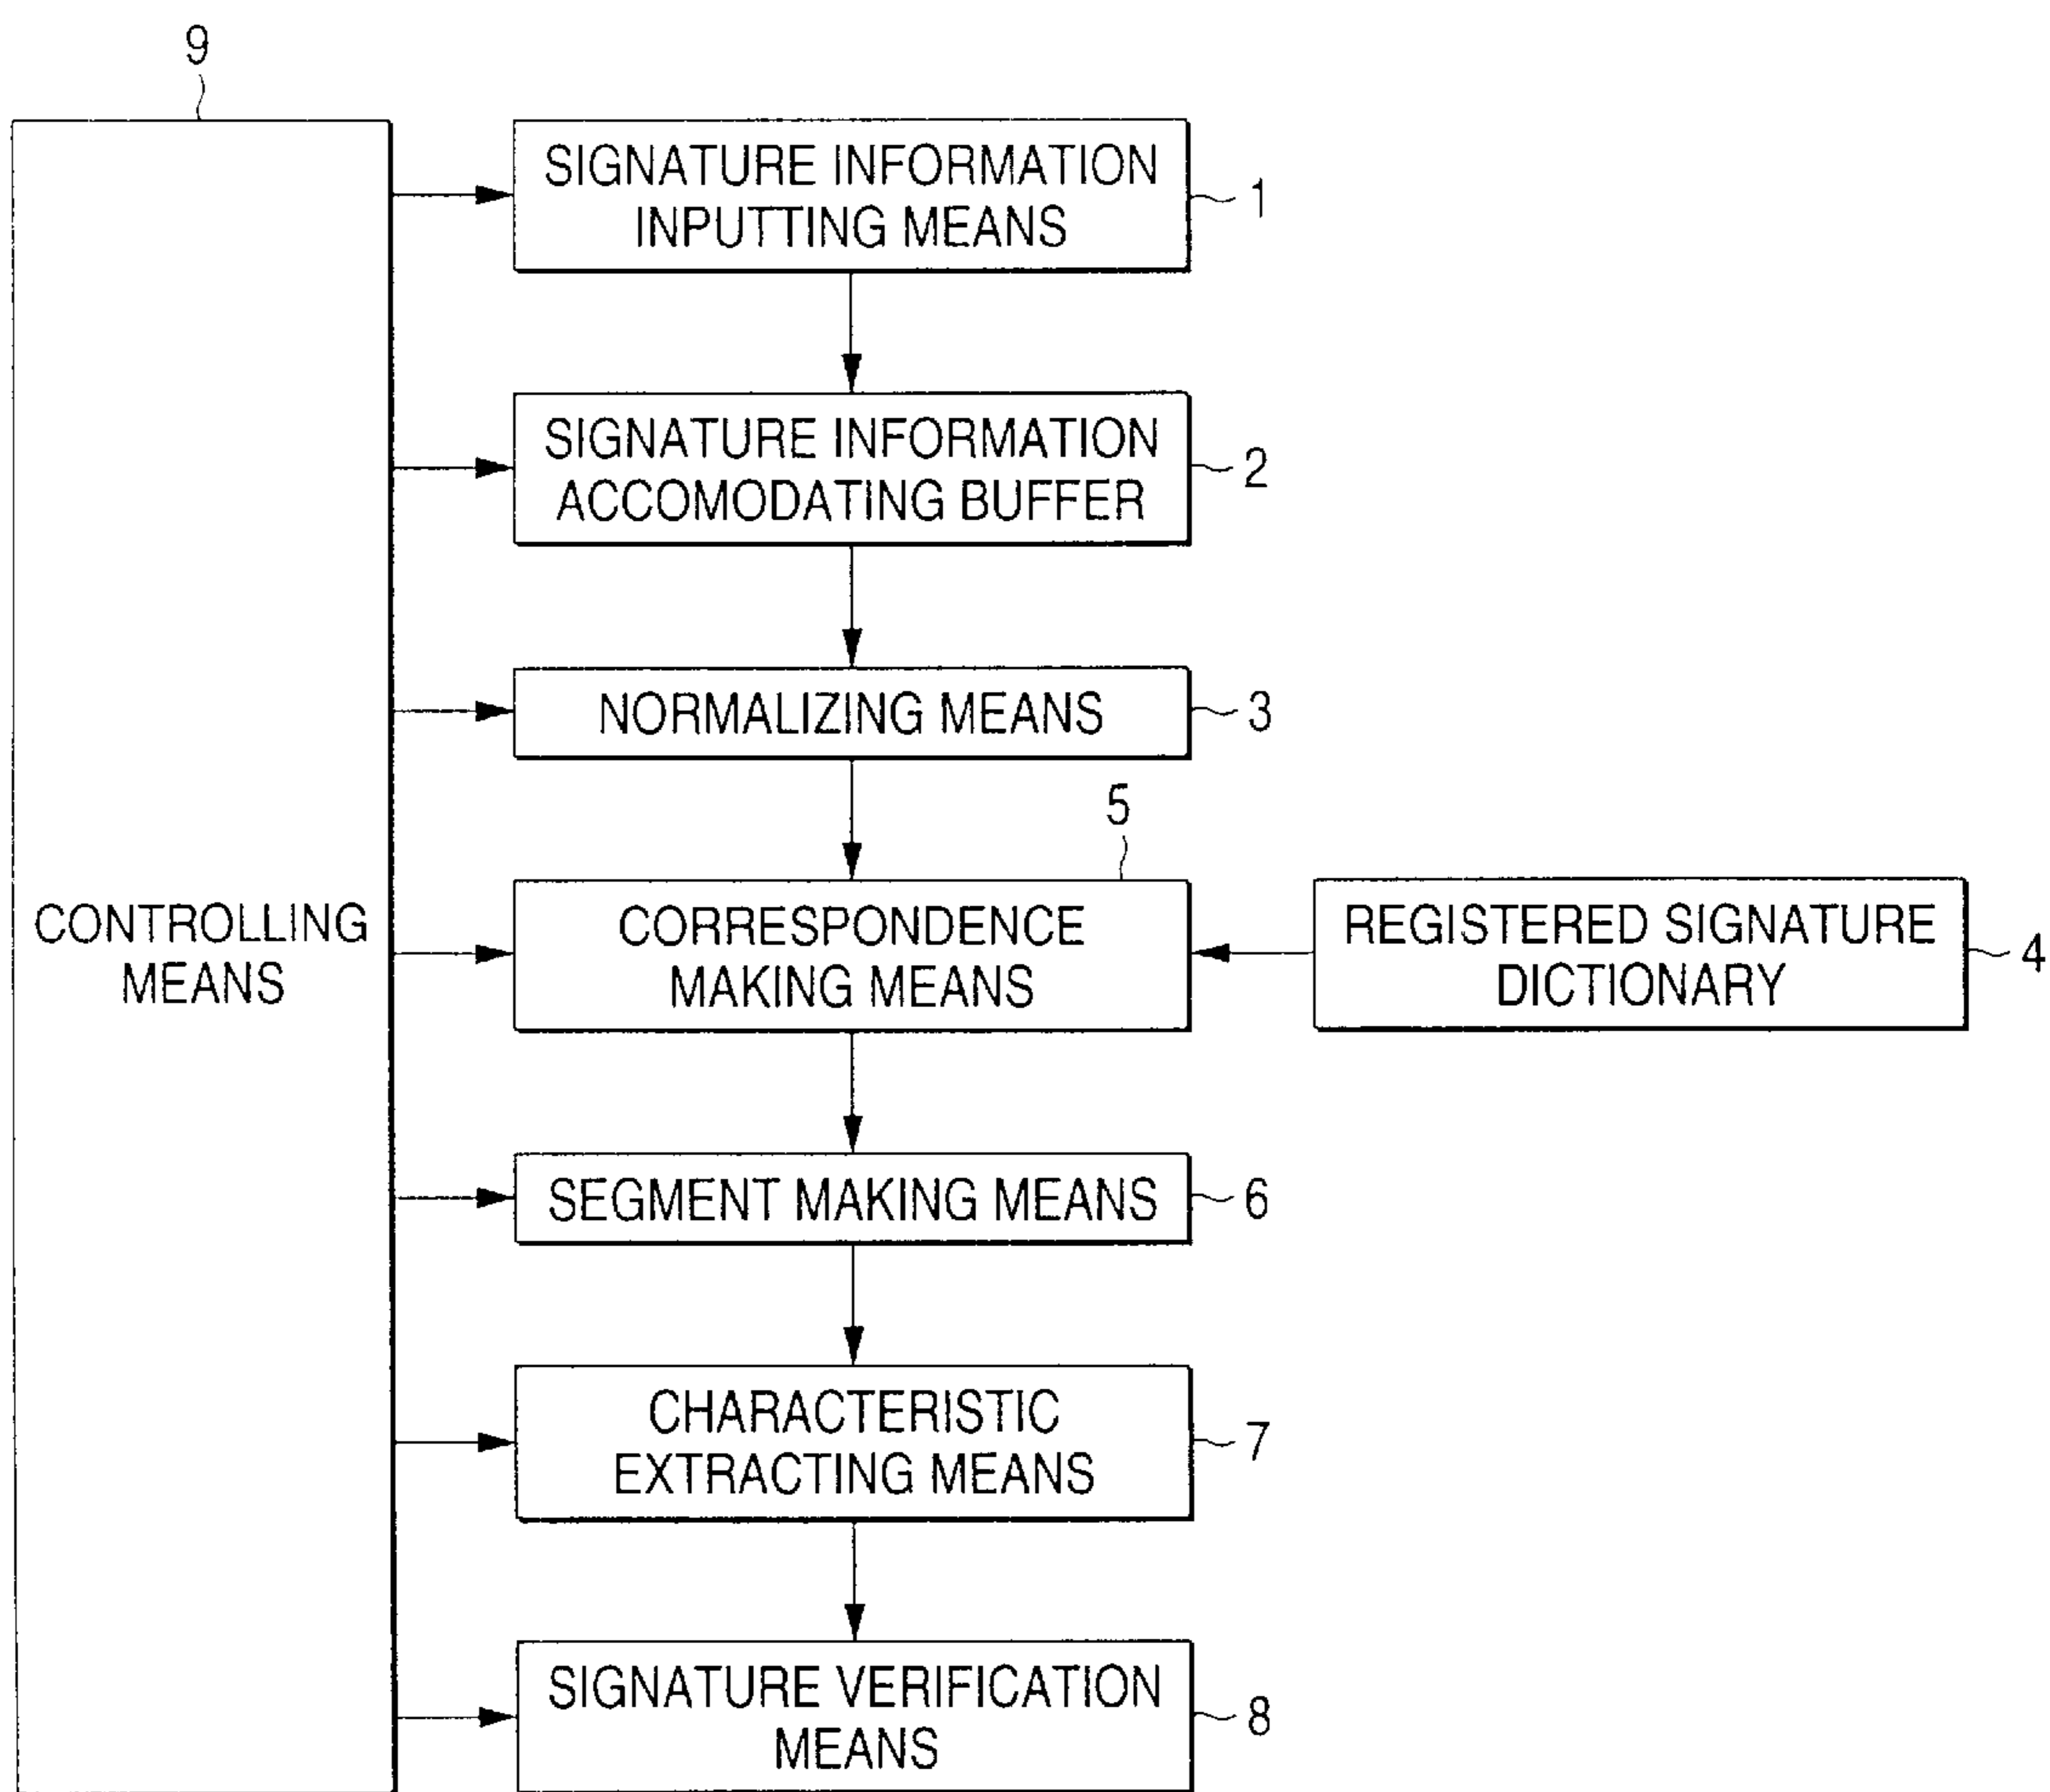 9
SIGNATURE INFORMATION
INPUTTING MEANS
1
SIGNATURE INFORMATION
ACCOMODATING BUFFER
2
NORMALIZING MEANS
3
5
CONTROLLING
MEANS
CORRESPONDENCE
MAKING MEANS
REGISTERED SIGNATURE
DICTIONARY
4
SEGMENT MAKING MEANS
6
CHARACTERISTIC
EXTRACTING MEANS
7
SIGNATURE VERIFICATION
MEANS
8